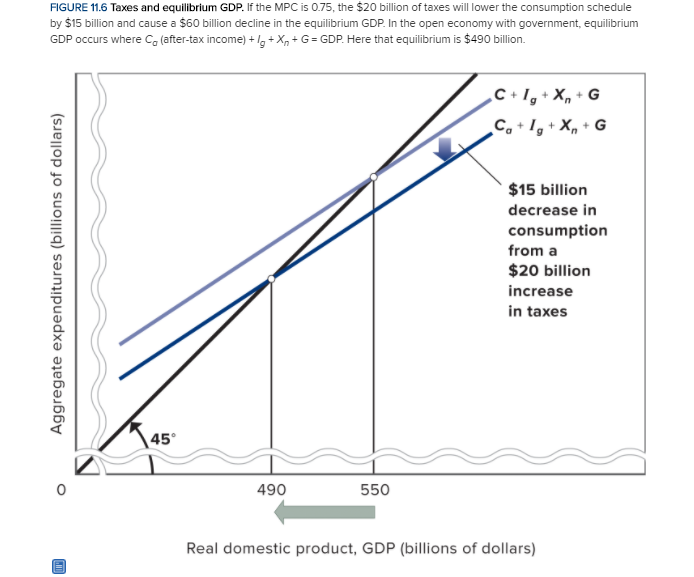 FIGURE 11.6 Taxes and equilibrium GDP. If the MPC is 0.75, the $20 billion of taxes will lower the consumption schedule
by $15 billion and cause a $60 billion decline in the equilibrium GDP. In the open economy with government, equilibrium
GDP occurs where Cₐ (after-tax income) + I_g + Xₙ + G = GDP. Here that equilibrium is $490 billion.
Aggregate expenditures (billions of dollars)
C + I_g + Xₙ + G
Cₐ + I_g + Xₙ + G
$15 billion
decrease in
consumption
from a
$20 billion
increase
in taxes
45°
0
490
550
Real domestic product, GDP (billions of dollars)